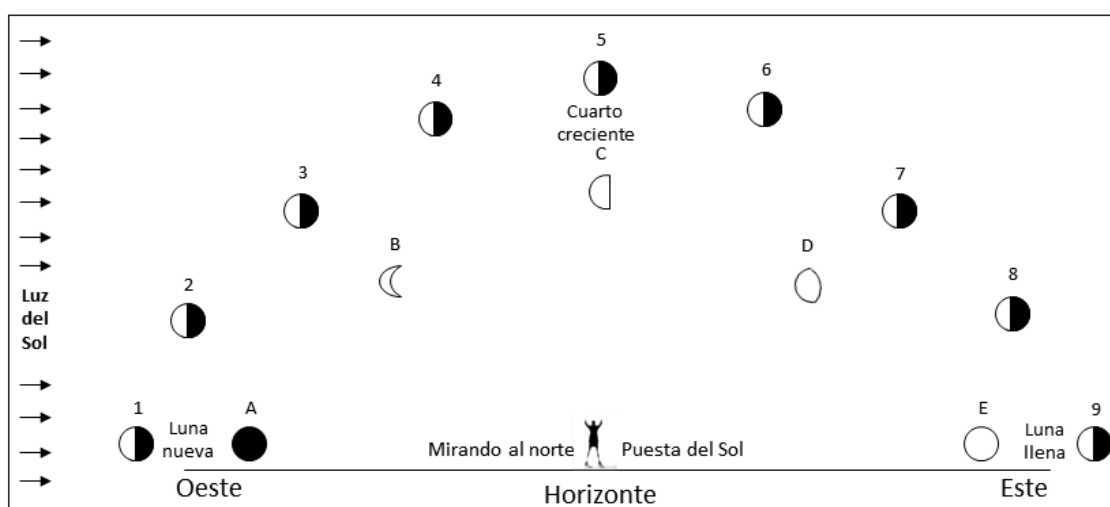 5
4
6
Cuarto
creciente
C
3
7
B
D
2
8
Luz
del
Sol
1
Luna
nueva
A
Mirando al norte
Puesta del Sol
E
Luna
llena
9
Oeste
Horizonte
Este